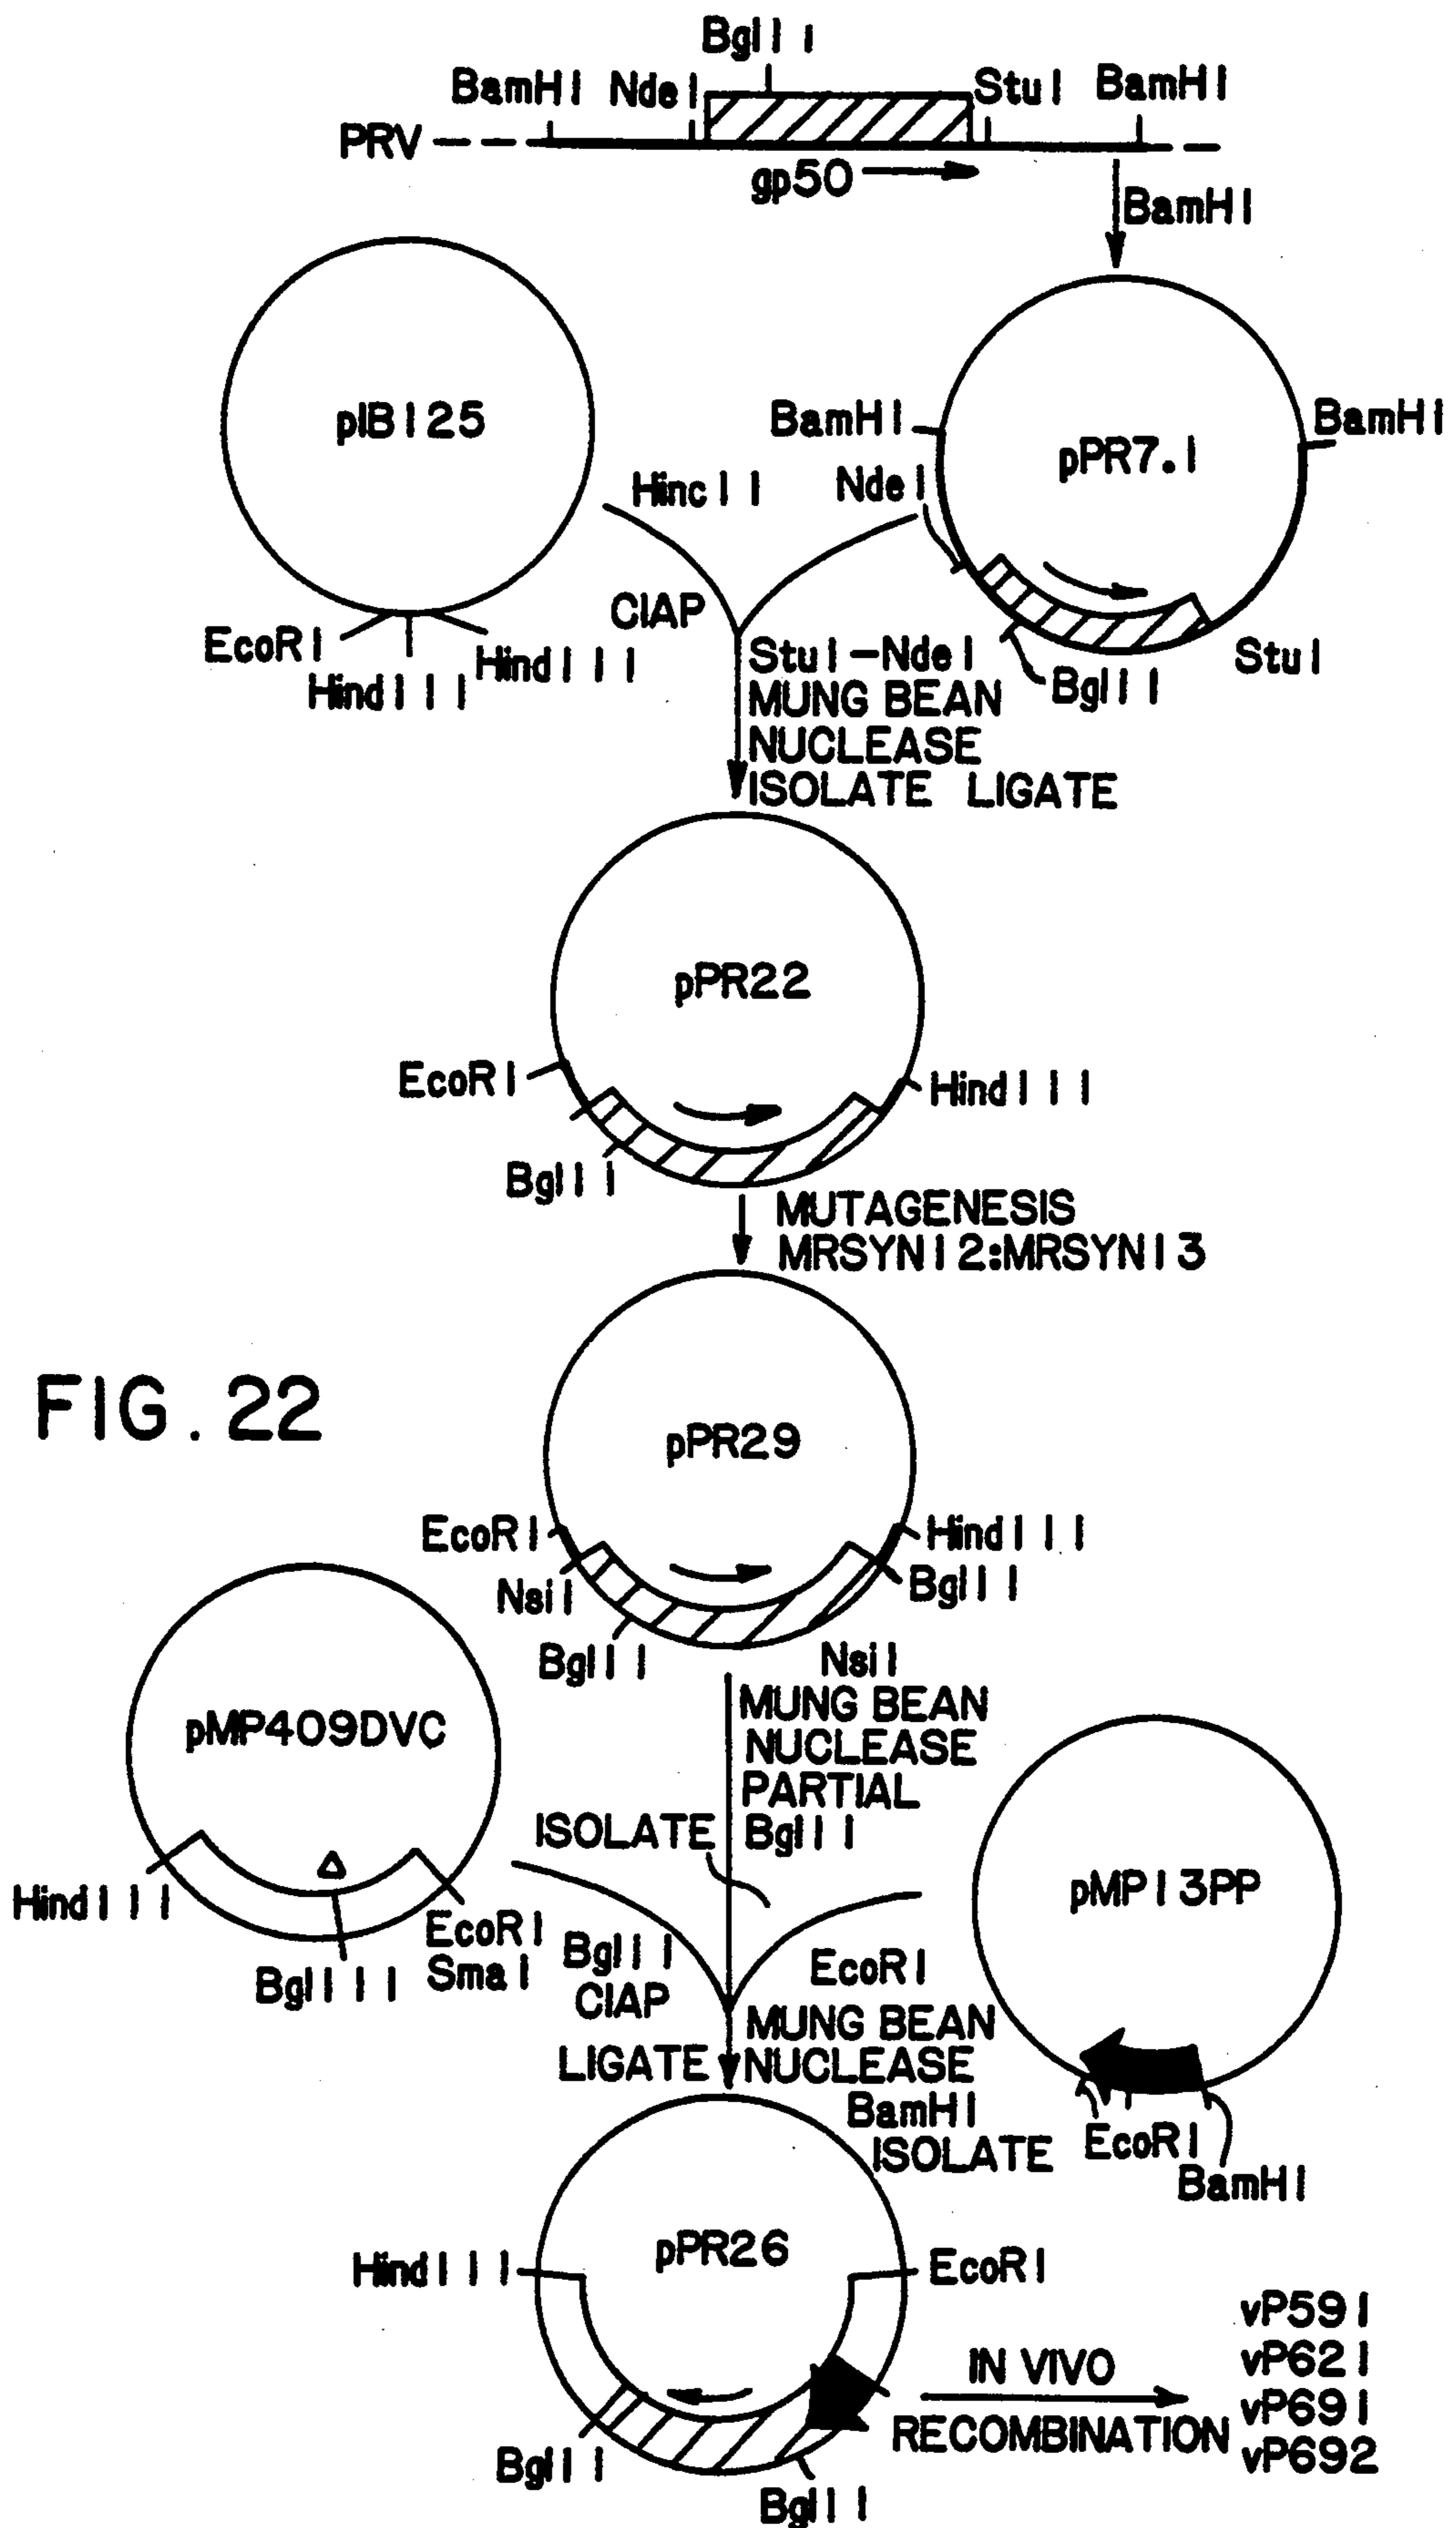 BglII
BamHI NdeI StuI BamHI
PRV
gp50
BamHI
pIBI25
pPR7.1
BamHI
BamHI
HincII
NdeI
CIAP
EcoRI
HindIII
HindIII
StuI-NdeI
MUNG BEAN
NUCLEASE
ISOLATE LIGATE
BglII
StuI
pPR22
EcoRI
HindIII
BglII
MUTAGENESIS
MRSYN12:MRSYN13
FIG. 22
pPR29
EcoRI
HindIII
NsiI
BglII
BglII
NsiI
MUNG BEAN
NUCLEASE
PARTIAL
BglII
ISOLATE
pMP409DVC
Δ
HindIII
BglIII
EcoRI
SmaI
BglII
CIAP
LIGATE
pMP13PP
EcoRI
MUNG BEAN
NUCLEASE
BamHI
ISOLATE
EcoRI
BamHI
pPR26
HindIII
EcoRI
BglII
BglII
IN VIVO
RECOMBINATION
vP591
vP621
vP691
vP692